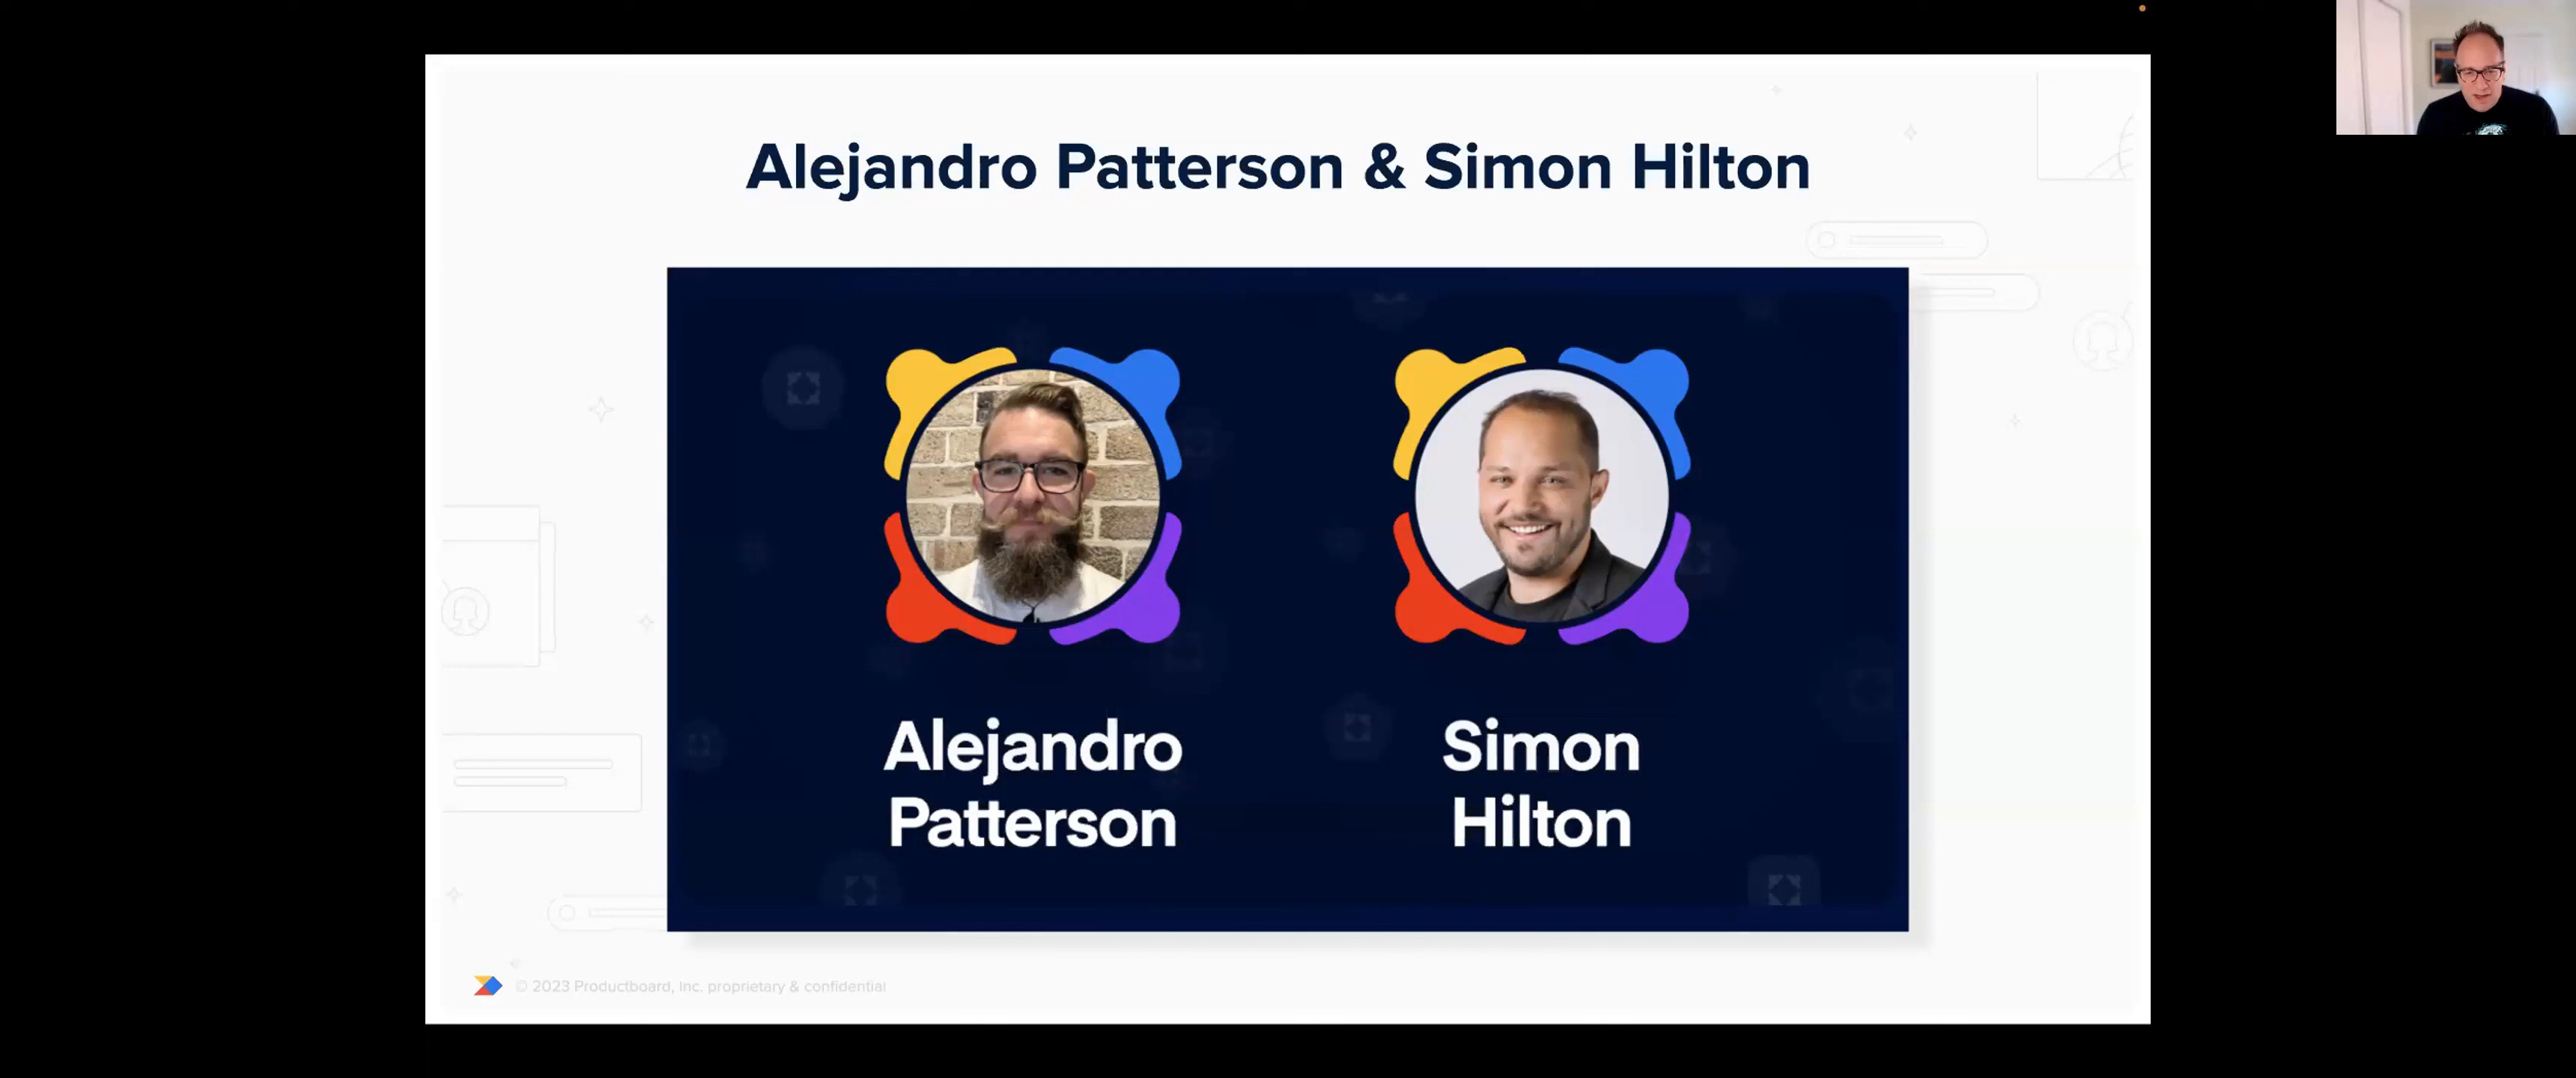 Alejandro Patterson & Simon Hilton
Alejandro
Patterson
Simon
Hilton
© 2023 Productboard, Inc. proprietary & confidential